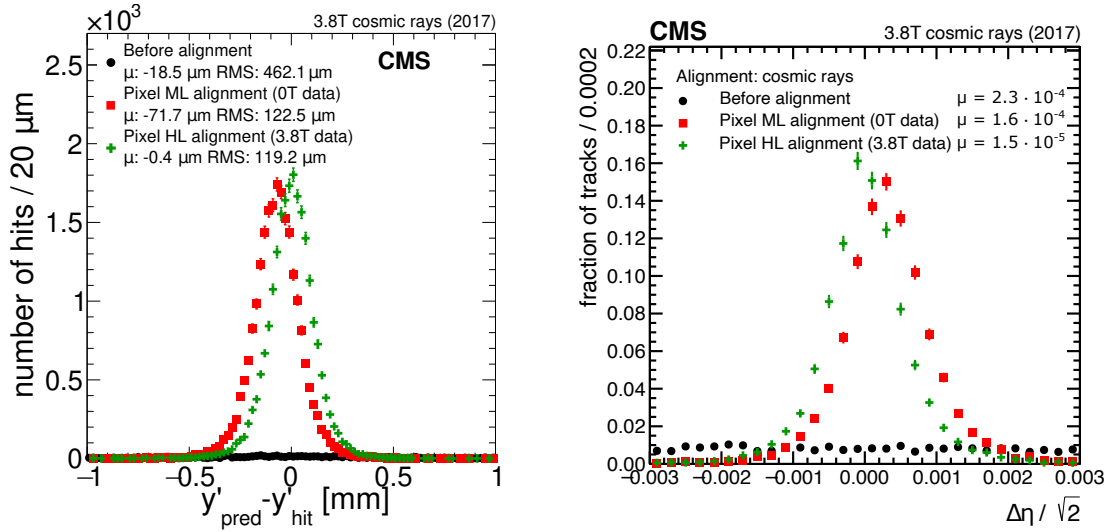 ×10³
3.8T cosmic rays (2017)
CMS
Before alignment
μ: -18.5 μm RMS: 462.1 μm
Pixel ML alignment (0T data)
μ: -71.7 μm RMS: 122.5 μm
Pixel HL alignment (3.8T data)
μ: -0.4 μm RMS: 119.2 μm
number of hits / 20 μm
2.5
2
1.5
1
0.5
0
−1 −0.5 0 0.5 1
y'pred-y'hit [mm]
CMS
3.8T cosmic rays (2017)
Alignment: cosmic rays
Before alignment μ = 2.3 · 10⁻⁴
Pixel ML alignment (0T data) μ = 1.6 · 10⁻⁴
Pixel HL alignment (3.8T data) μ = 1.5 · 10⁻⁵
fraction of tracks / 0.0002
0.22
0.20
0.18
0.16
0.14
0.12
0.10
0.08
0.06
0.04
0.02
0.00
−0.003 −0.002 −0.001 0.000 0.001 0.002 0.003
Δη / √2